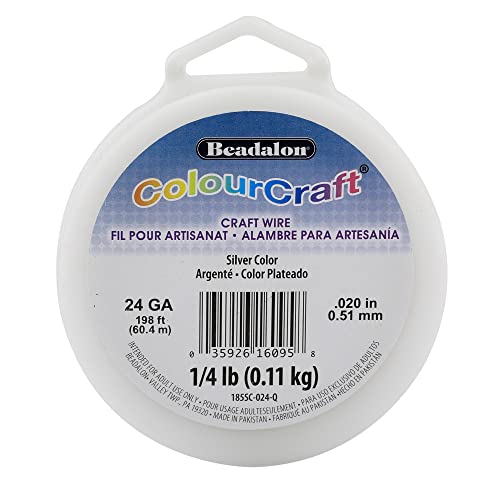 Beadalon®
ColourCraft®
CRAFT WIRE
FIL POUR ARTISANAT • ALAMBRE PARA ARTESANÍA
Silver Color
Argenté • Color Plateado
24 GA
198 ft
(60.4 m)
.020 in
0.51 mm
0 35926 16095 8
1/4 lb (0.11 kg)
185SC-024-Q
INTENDED FOR ADULT USE ONLY. • POUR USAGE ADULTE SEULEMENT. • PARA USO EXCLUSIVO DE ADULTOS
BEADALON • VALLEY TWP., PA 19320 • MADE IN PAKISTAN • FABRIQUÉ AU PAKISTAN • HECHO EN PAKISTÁN